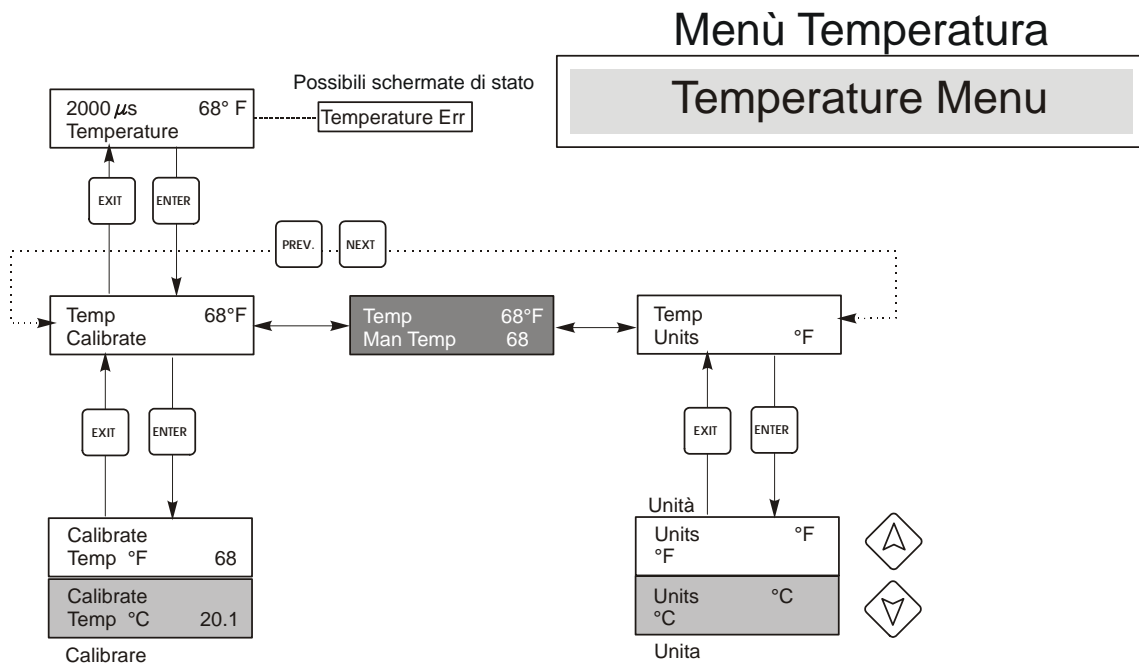 Menù Temperatura
Temperature Menu
Possibili schermate di stato
2000 µs 68° F
Temperature
Temperature Err
EXIT
ENTER
PREV.
NEXT
Temp 68°F
Calibrate
Temp 68°F
Man Temp 68
Temp
Units °F
EXIT
ENTER
EXIT
ENTER
Calibrate
Temp °F 68
Calibrate
Temp °C 20.1
Calibrare
Unità
Units °F
°F
Units °C
°C
Unita